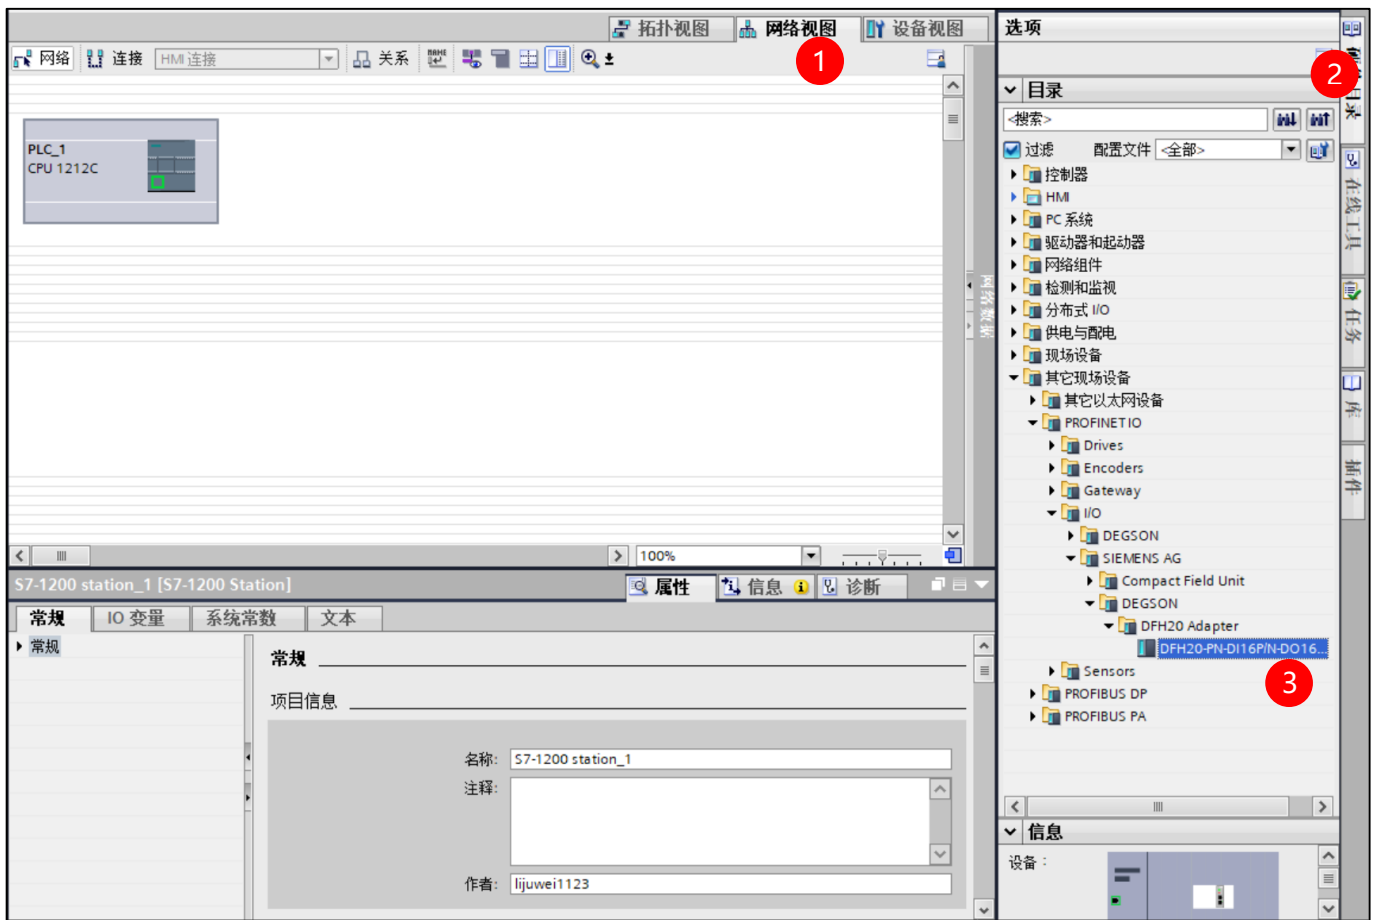 拓扑视图
网络视图
设备视图
选项
网络
连接
HMI 连接
关系
1
2
目录
<搜索>
过滤
配置文件
<全部>
PLC_1
CPU 1212C
控制器
HMI
PC 系统
驱动器和起动器
网络组件
检测和监视
分布式 I/O
供电与配电
现场设备
其它现场设备
其它以太网设备
PROFINET IO
Drives
Encoders
Gateway
I/O
DEGSON
SIEMENS AG
Compact Field Unit
DEGSON
DFH20 Adapter
DFH20-PN-DI16P/N-DO16...
Sensors
3
PROFIBUS DP
PROFIBUS PA
网络数据
在线工具
任务
库
插件
100%
S7-1200 station_1 [S7-1200 Station]
属性
信息
诊断
常规
IO 变量
系统常数
文本
常规
常规
项目信息
名称:
S7-1200 station_1
注释:
作者:
lijuwei1123
信息
设备: